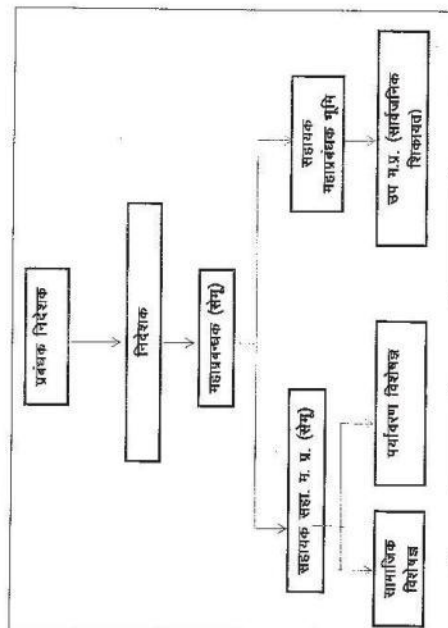 प्रबंधक निदेशक
निदेशक
महाप्रबन्धक (सेगू)
सहायक सहा. म. प्र. (सेगू)
सहायक
महाप्रबंधक भूमि
सामाजिक
विशेषज्ञ
पर्यावरण विशेषज्ञ
उप म.प्र. (सार्वजनिक
शिकायत)